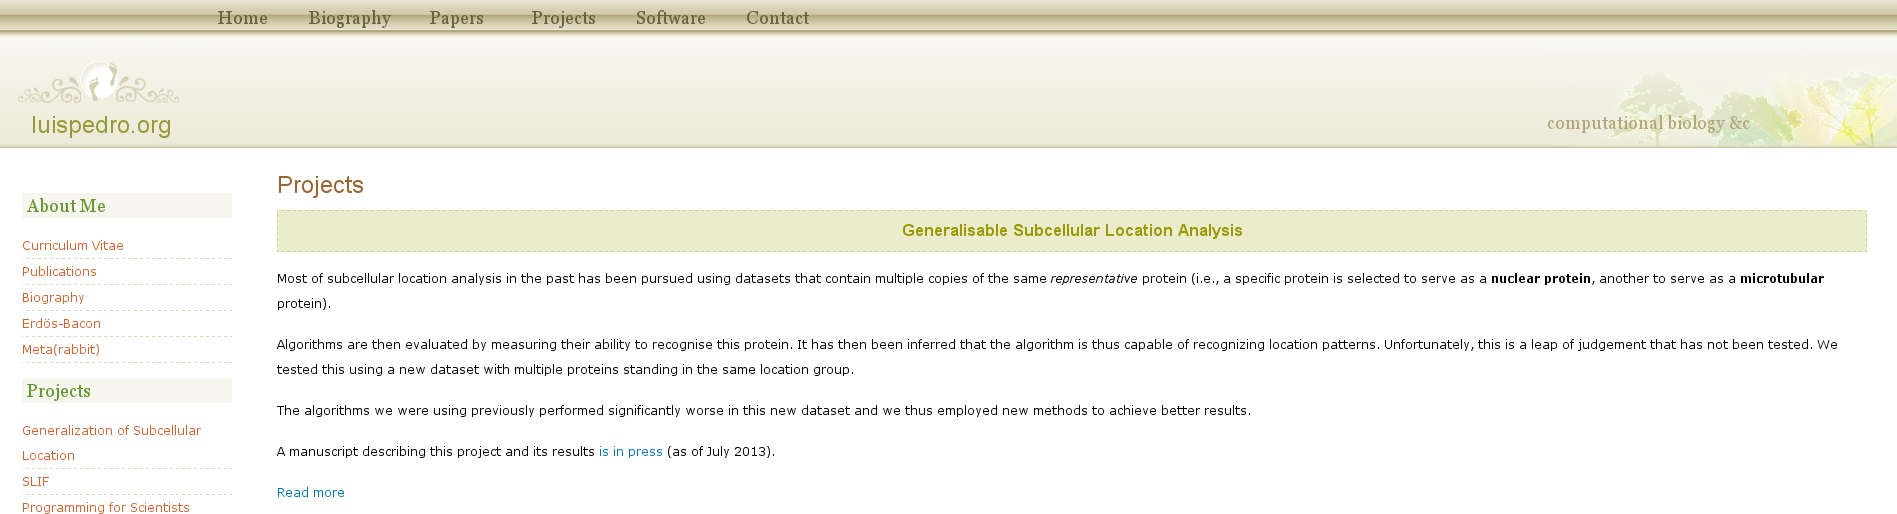 Home Biography Papers Projects Software Contact
luispedro.org
computational biology &c
About Me
Curriculum Vitae
Publications
Biography
Erdös-Bacon
Meta(rabbit)
Projects
Generalization of Subcellular
Location
SLIF
Programming for Scientists
Projects
Generalisable Subcellular Location Analysis
Most of subcellular location analysis in the past has been pursued using datasets that contain multiple copies of the same representative protein (i.e., a specific protein is selected to serve as a nuclear protein, another to serve as a microtubular
protein).
Algorithms are then evaluated by measuring their ability to recognise this protein. It has then been inferred that the algorithm is thus capable of recognizing location patterns. Unfortunately, this is a leap of judgement that has not been tested. We
tested this using a new dataset with multiple proteins standing in the same location group.
The algorithms we were using previously performed significantly worse in this new dataset and we thus employed new methods to achieve better results.
A manuscript describing this project and its results is in press (as of July 2013).
Read more